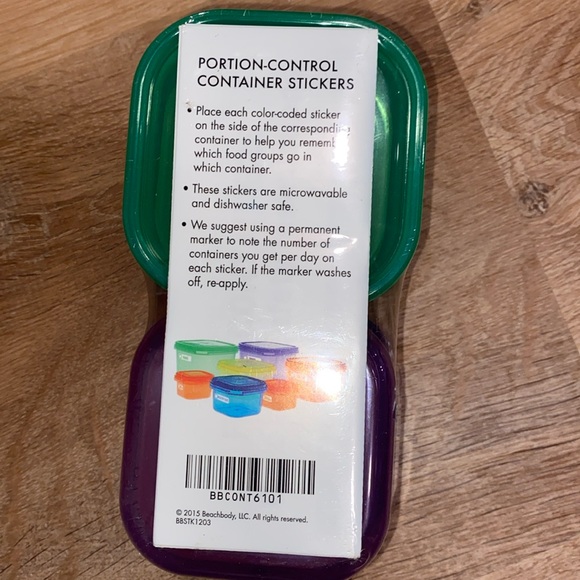 PORTION-CONTROL
CONTAINER STICKERS
• Place each color-coded sticker
on the side of the corresponding
container to help you remember
which food groups go in
which container.
• These stickers are microwavable
and dishwasher safe.
• We suggest using a permanent
marker to note the number of
containers you get per day on
each sticker. If the marker washes
off, re-apply.
BBCONT6101
© 2015 Beachbody, LLC. All rights reserved.
BBSTK1203